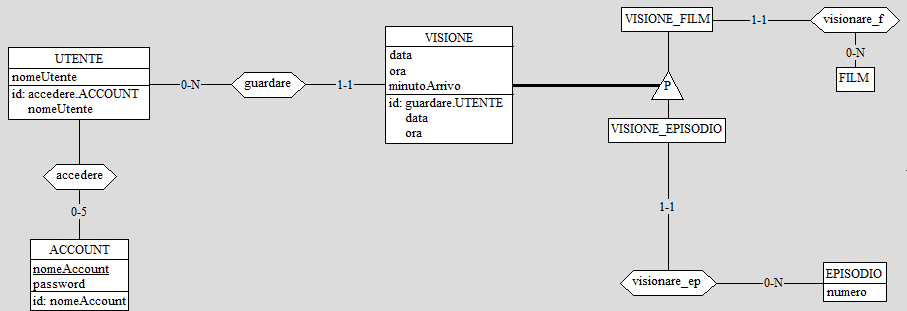 UTENTE
nomeUtente
id: accedere.ACCOUNT
nomeUtente
0-N
guardare
1-1
VISIONE
data
ora
minutoArrivo
id: guardare.UTENTE
data
ora
accedere
0-5
ACCOUNT
nomeAccount
password
id: nomeAccount
VISIONE_FILM
1-1
visionare_f
0-N
FILM
P
VISIONE_EPISODIO
1-1
visionare_ep
0-N
EPISODIO
numero